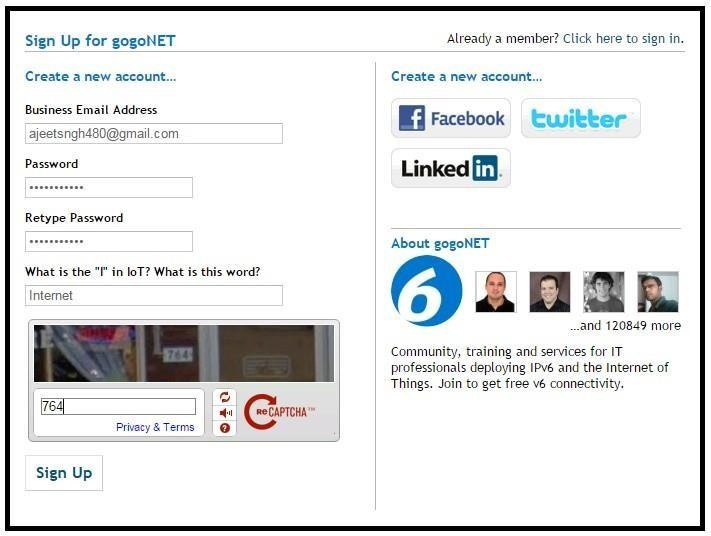 Sign Up for gogoNET
Already a member? Click here to sign in.
Create a new account...
Business Email Address
ajeetsngh480@gmail.com
Password
•••••••••••
Retype Password
•••••••••••
What is the "I" in IoT? What is this word?
Internet
764
764
Privacy & Terms
reCAPTCHA™
Sign Up
Create a new account...
Facebook
twitter
Linked in
About gogoNET
6
...and 120849 more
Community, training and services for IT
professionals deploying IPv6 and the Internet of
Things. Join to get free v6 connectivity.